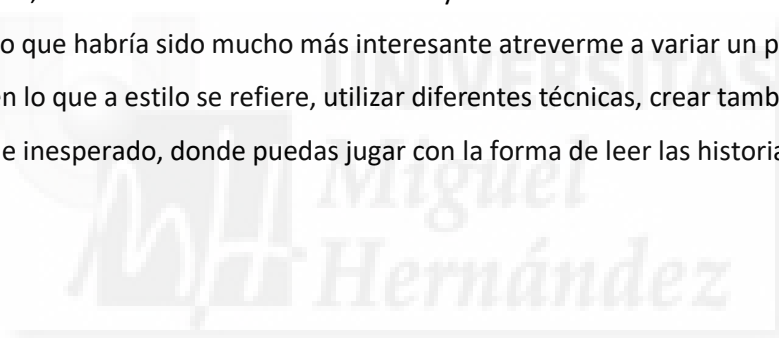 o que habría sido mucho más interesante atreverme a variar un p
en lo que a estilo se refiere, utilizar diferentes técnicas, crear tamb
e inesperado, donde puedas jugar con la forma de leer las historia
UNIVERSITAS
Miguel
Hernández